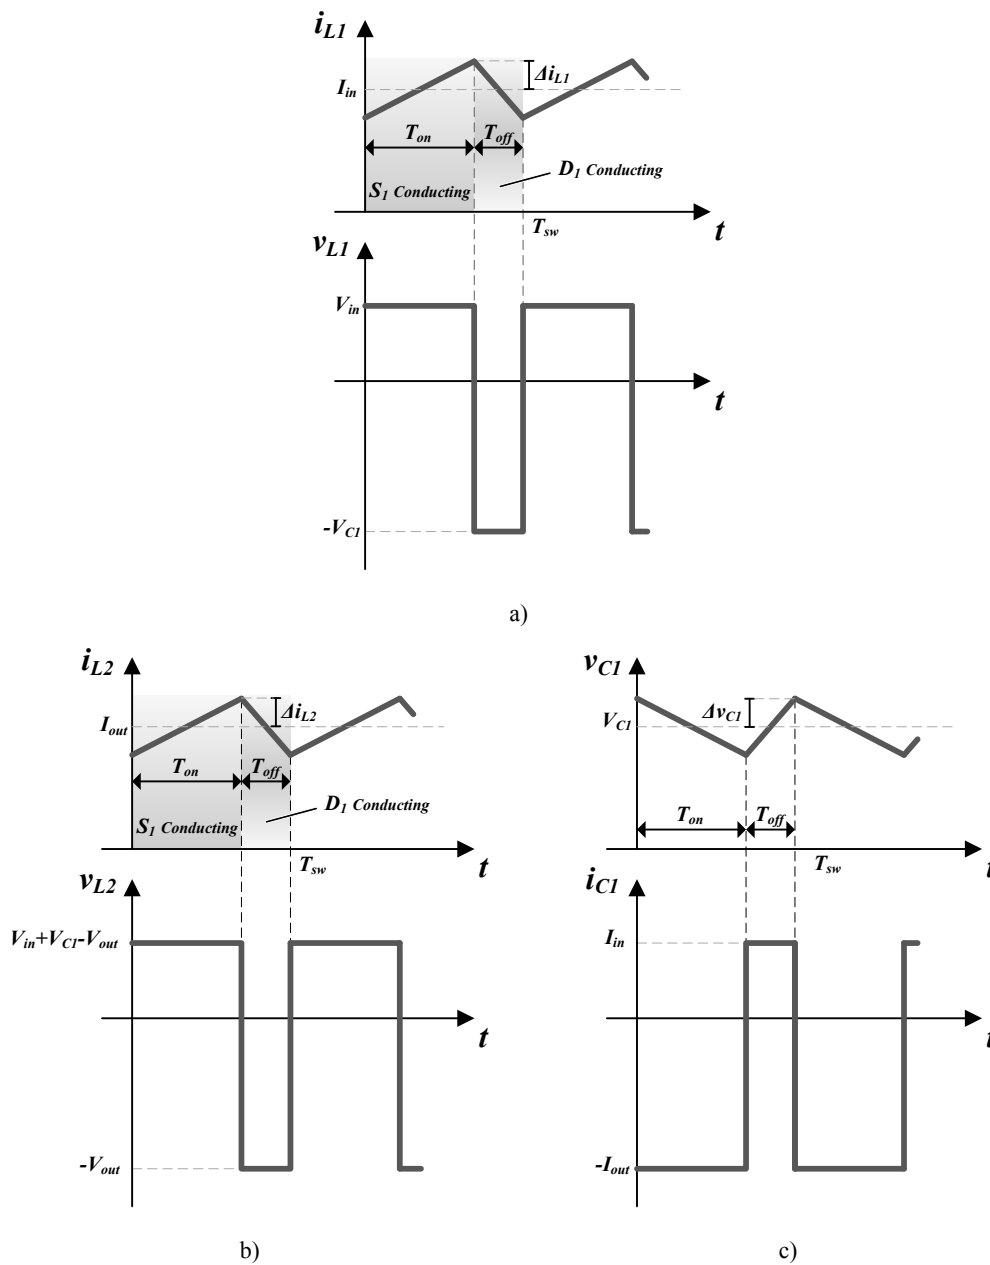 i_L1
Δi_L1
I_in
T_on T_off
D_1 Conducting
S_1 Conducting
T_sw
t
v_L1
V_in
t
-V_C1
a)
i_L2
Δi_L2
I_out
T_on T_off
D_1 Conducting
S_1 Conducting
T_sw
t
v_L2
V_in+V_C1-V_out
t
-V_out
b)
v_C1
Δv_C1
V_C1
T_on T_off
T_sw
t
i_C1
I_in
t
-I_out
c)